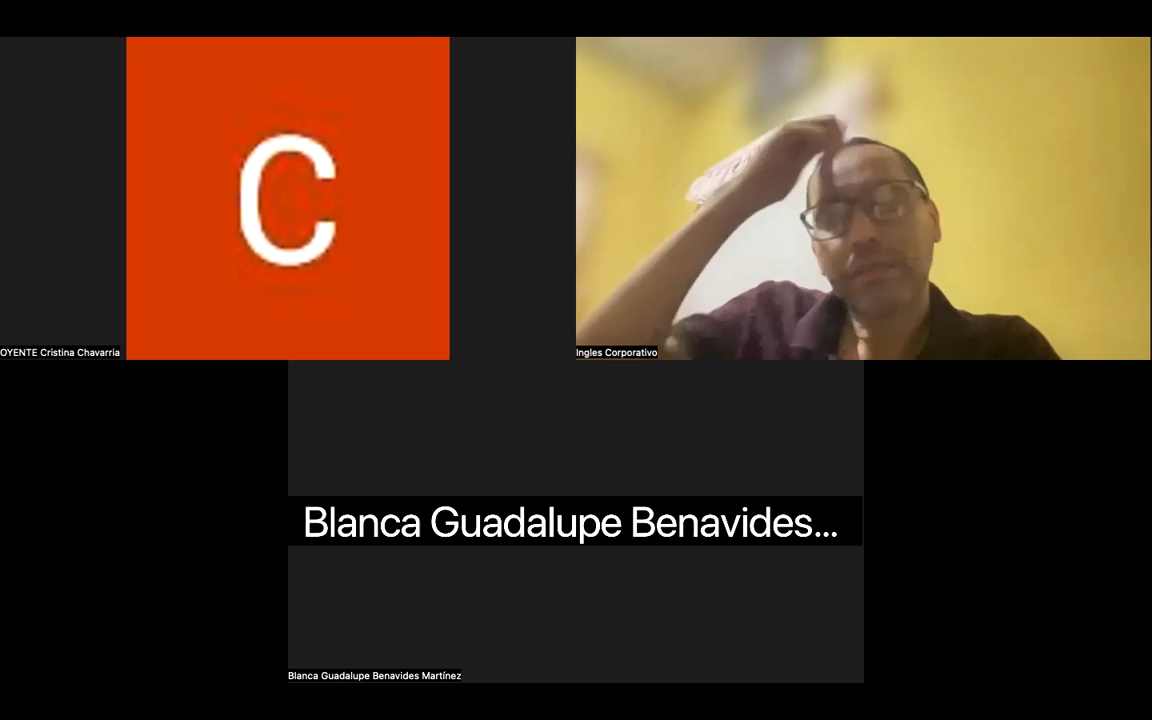 C
OYENTE Cristina Chavarria
Ingles Corporativo
Blanca Guadalupe Benavides...
Blanca Guadalupe Benavides Martínez